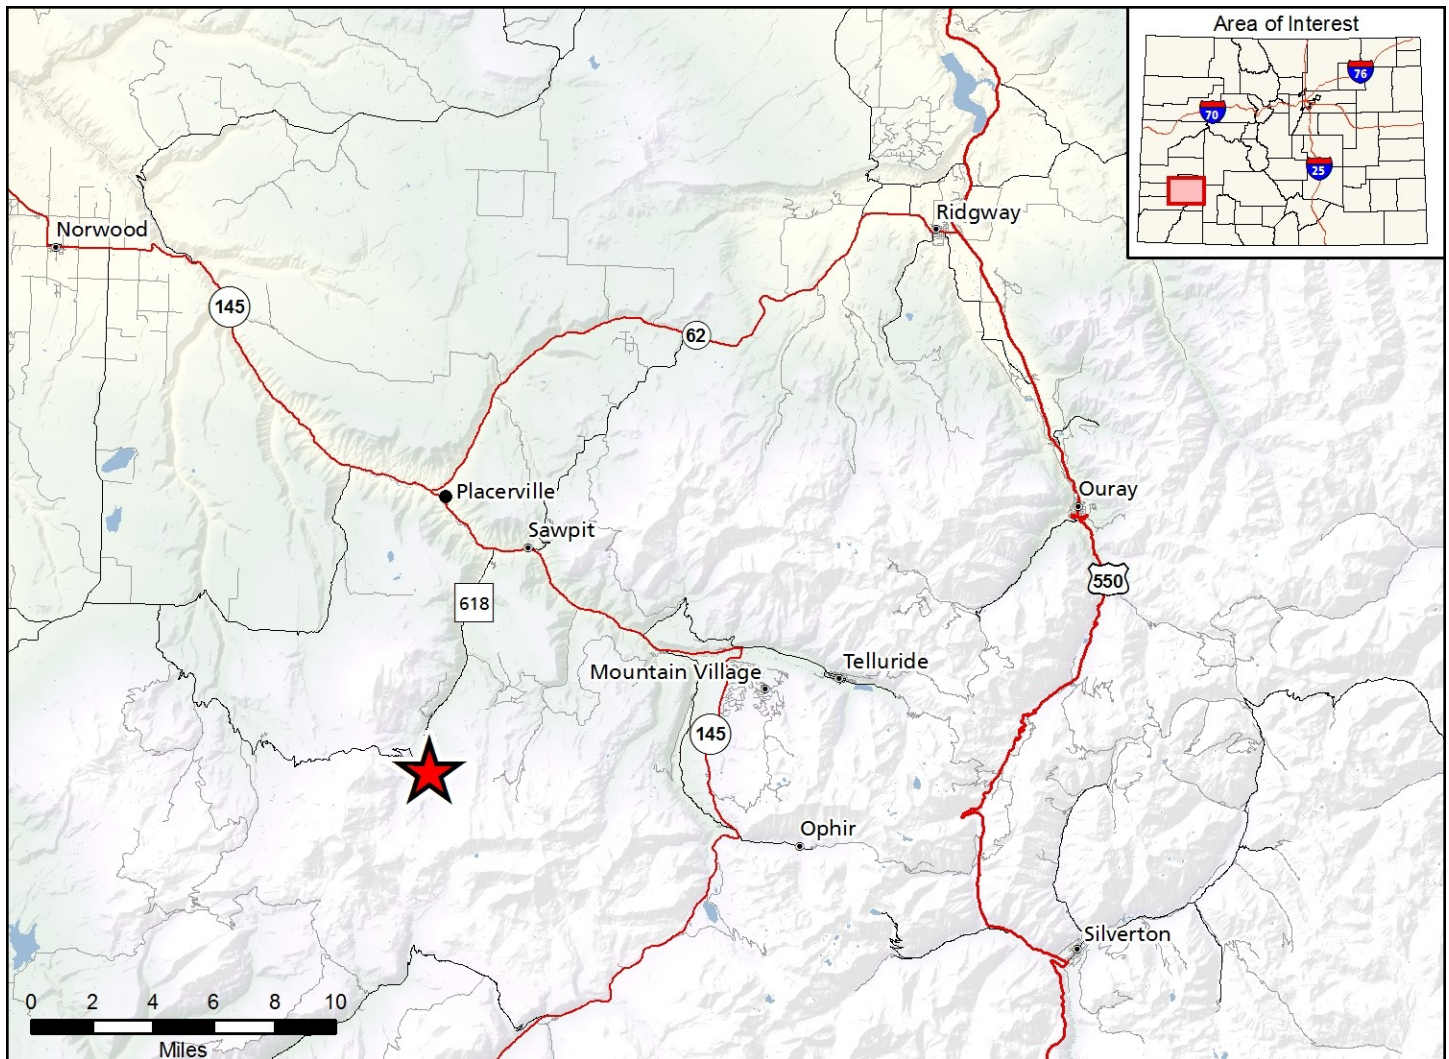 Area of Interest
76
70
25
Ridgway
Norwood
145
62
Placerville
Ouray
Sawpit
550
618
Telluride
Mountain Village
145
Ophir
Silverton
0 2 4 6 8 10
Miles